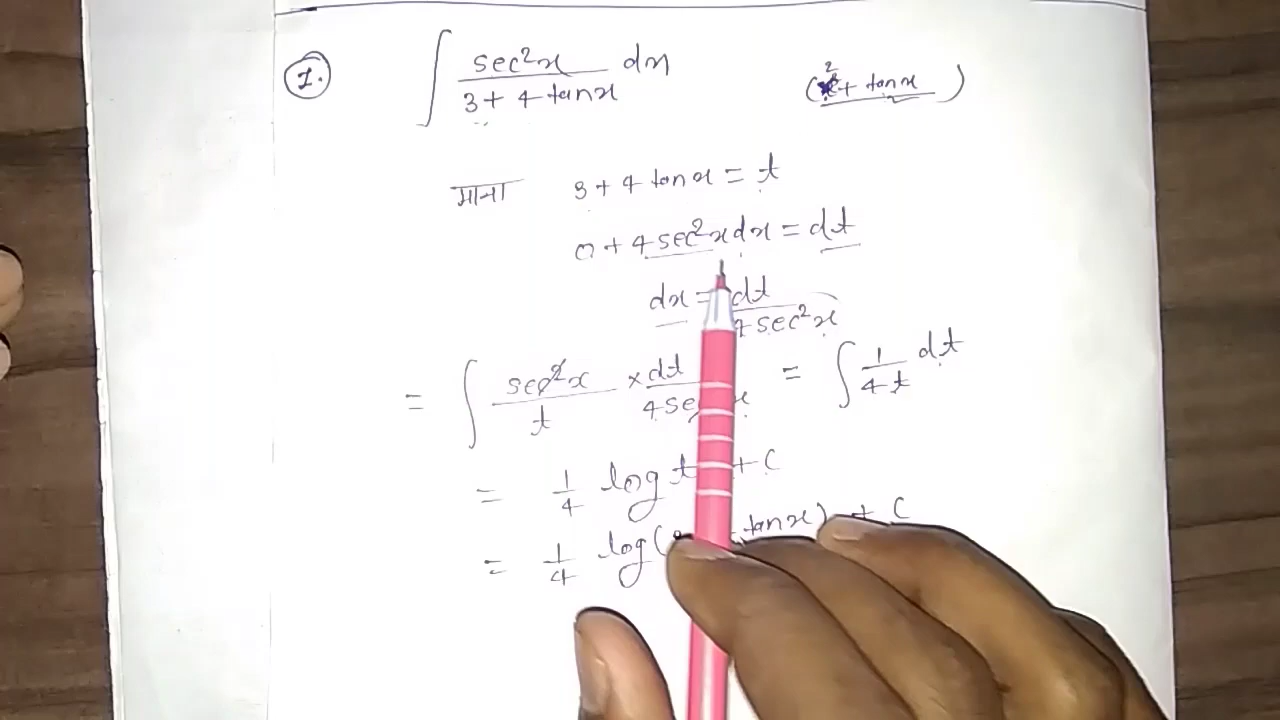 1. ∫ sec²x / 3 + 4 tanx dx
(2 + tanx)
माना 3 + 4 tanx = t
0 + 4 sec²x dx = dt
dx = dt / 4 sec²x
= ∫ sec²x / t × dt / 4 sec²x = ∫ 1 / 4t dt
= 1/4 log t + c
= 1/4 log( tanx) + c